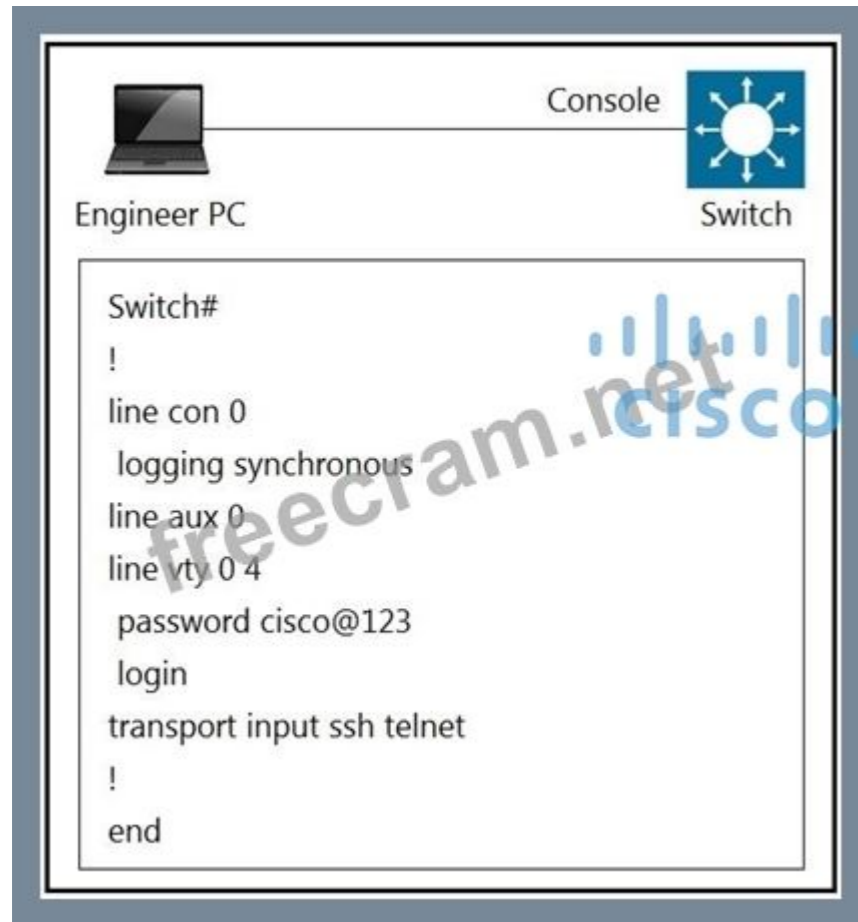 Console
Engineer PC
Switch
Switch#
!
line con 0
logging synchronous
line aux 0
line vty 0 4
password cisco@123
login
transport input ssh telnet
!
end
cisco
freecram.net